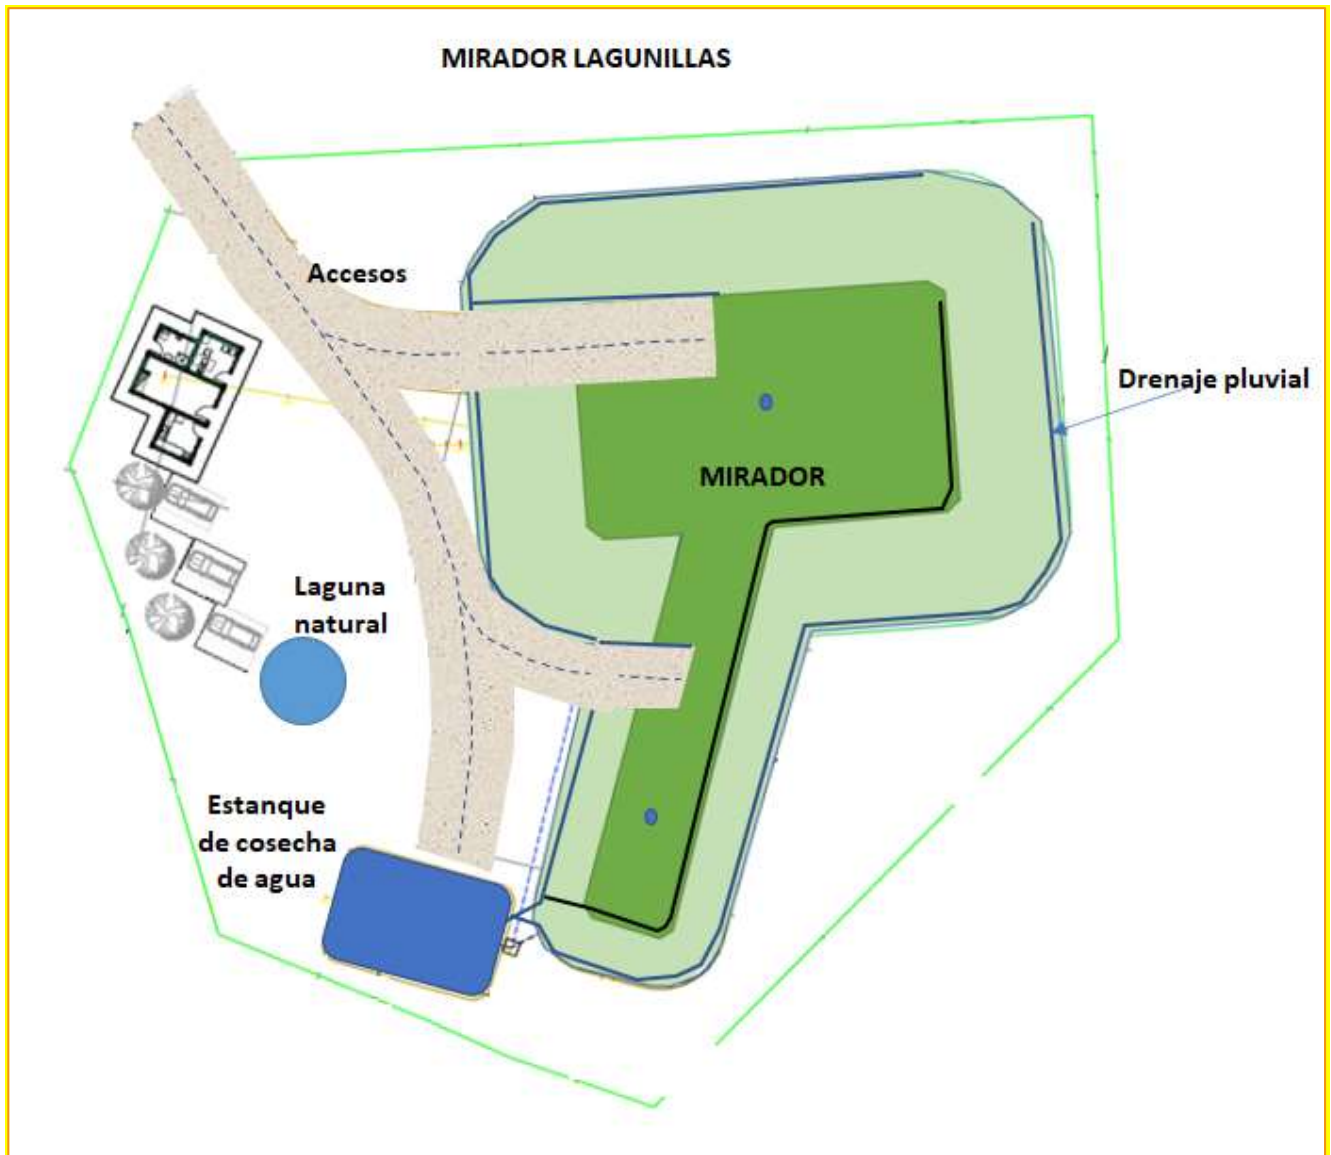 MIRADOR LAGUNILLAS
Accesos
Drenaje pluvial
MIRADOR
Laguna
natural
Estanque
de cosecha
de agua